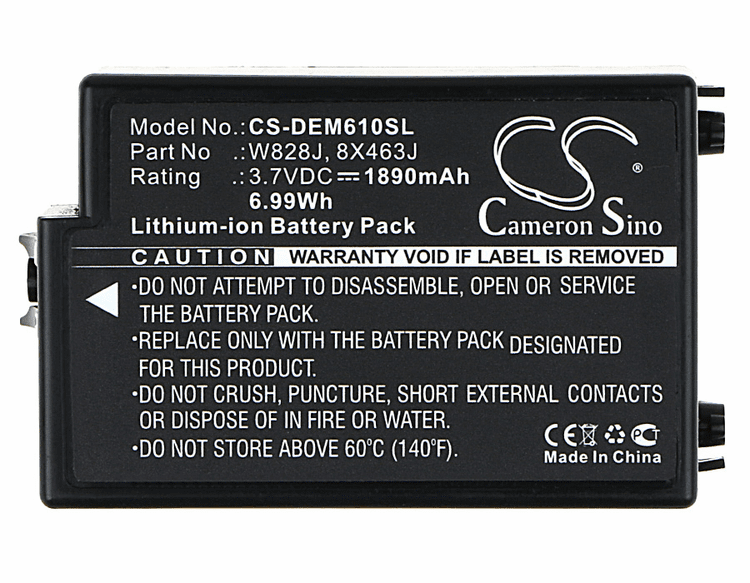 Model No.: CS-DEM610SL
Part No .: W828J, 8X463J
Rating .: 3.7VDC⎓1890mAh
6.99Wh
Lithium-ion Battery Pack
CS
®
Cameron Sino
CAUTION WARRANTY VOID IF LABEL IS REMOVED
•DO NOT ATTEMPT TO DISASSEMBLE, OPEN OR SERVICE
THE BATTERY PACK.
•REPLACE ONLY WITH THE BATTERY PACK DESIGNATED
FOR THIS PRODUCT.
•DO NOT CRUSH, PUNCTURE, SHORT EXTERNAL CONTACTS
OR DISPOSE OF IN FIRE OR WATER.
•DO NOT STORE ABOVE 60°C (140°F).
CE PCT
Made In China